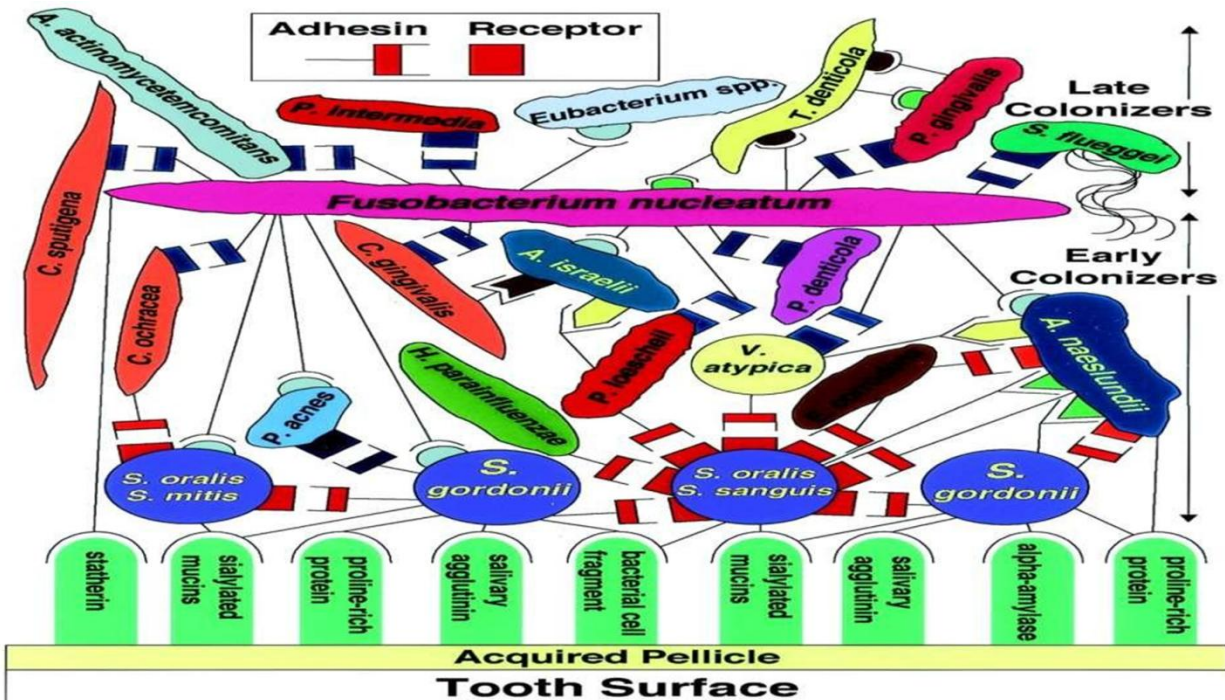 A. actinomycetemcomitans
Adhesin Receptor
C. sputigena
P. intermedia
Eubacterium spp.
T. denticola
P. gingivalis
Late
Colonizers
S. flueggei
Fusobacterium nucleatum
Early
Colonizers
C. ochracea
C. gingivalis
A. israelii
P. denticola
P. acnes
H. parainfluenzae
P. loescheii
V.
atypica
A. naeslundii
S. oralis
S. mitis
S.
gordonii
S. oralis
S. sanguis
S.
gordonii
statherin
sialylated
mucins
proline-rich
protein
salivary
agglutinin
bacterial cell
fragment
sialylated
mucins
salivary
agglutinin
alpha-amylase
proline-rich
protein
Acquired Pellicle
Tooth Surface